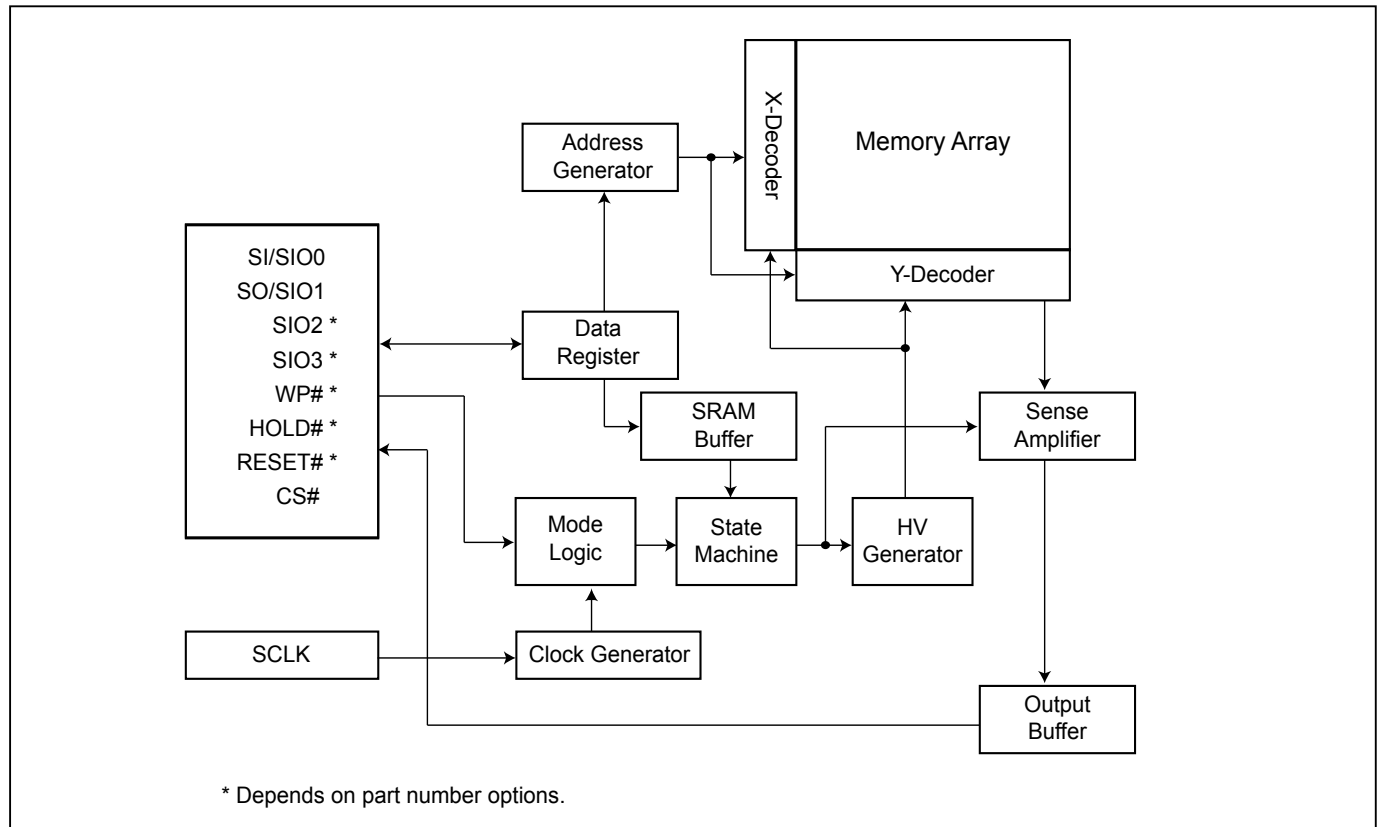 X-Decoder
Memory Array
Address
Generator
Y-Decoder
SI/SIO0
SO/SIO1
SIO2 *
SIO3 *
WP# *
HOLD# *
RESET# *
CS#
Data
Register
SRAM
Buffer
Sense
Amplifier
Mode
Logic
State
Machine
HV
Generator
SCLK
Clock Generator
Output
Buffer
* Depends on part number options.